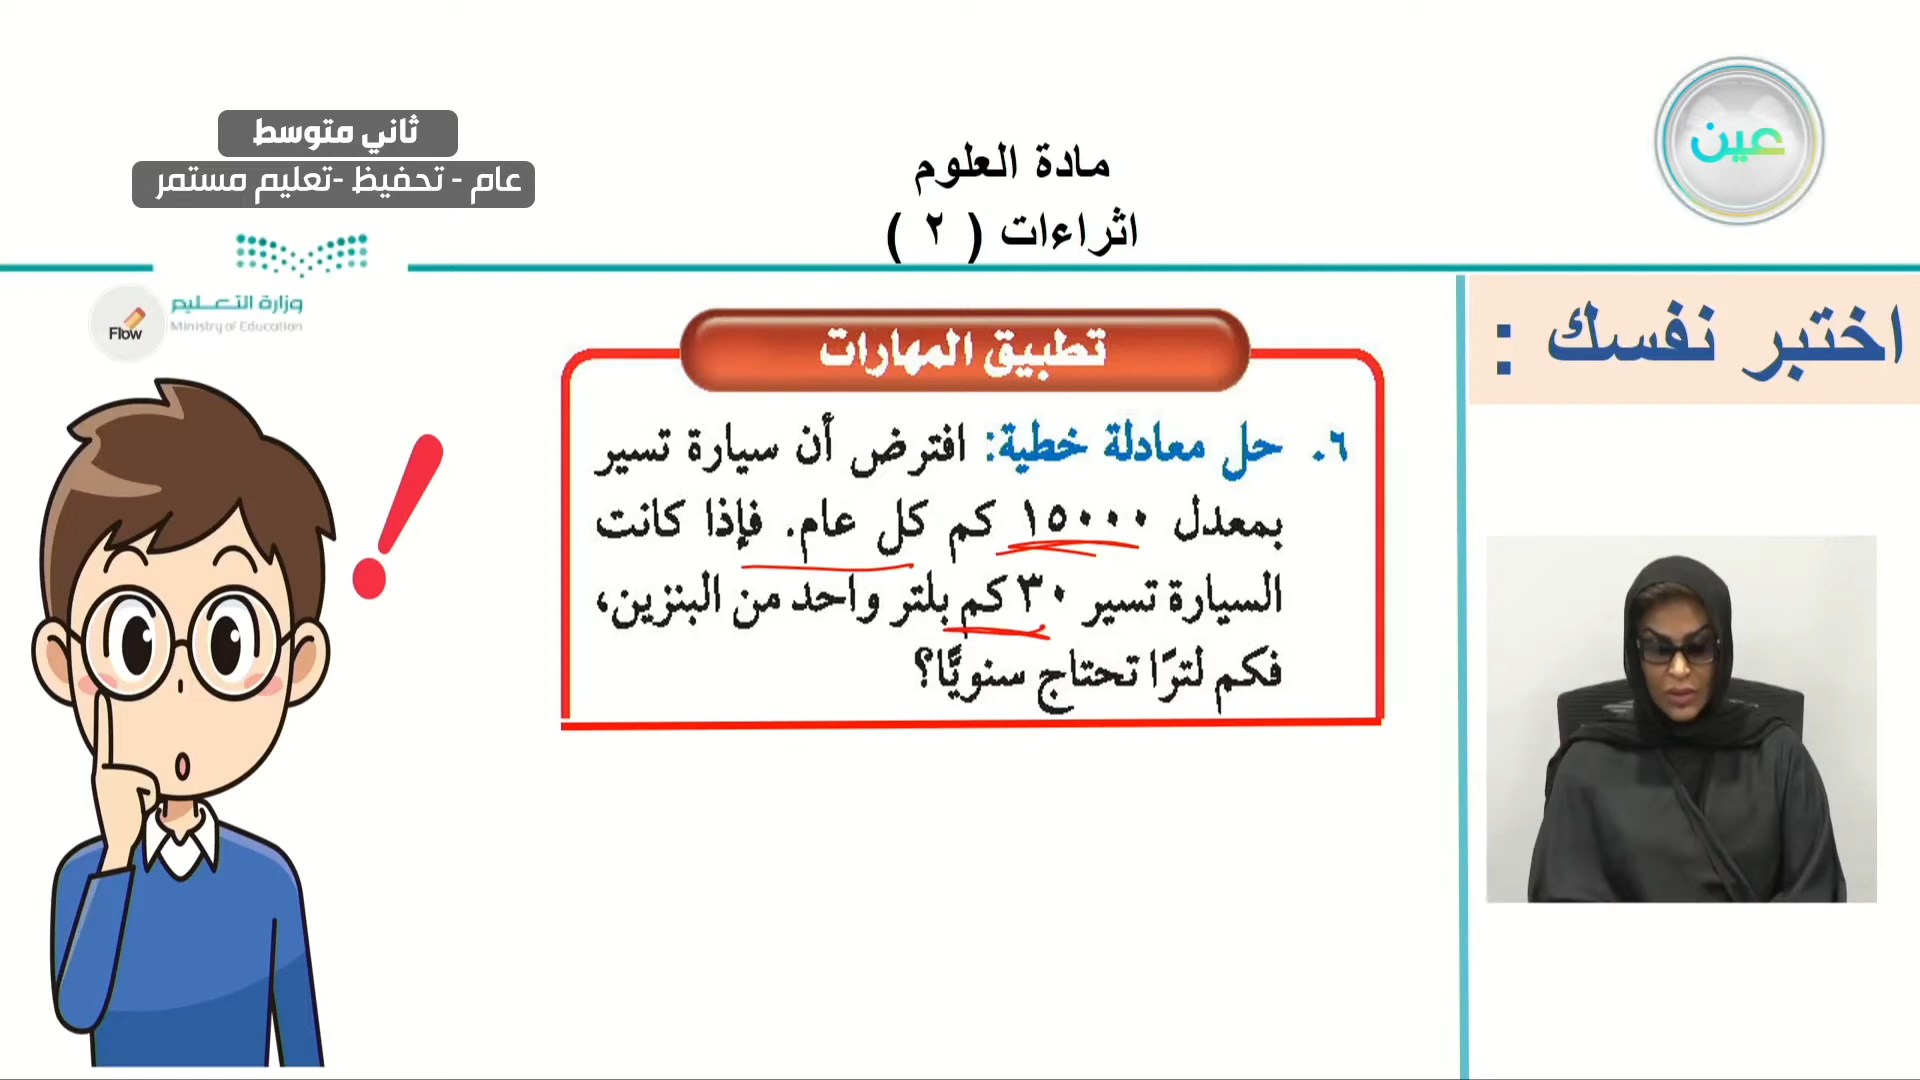 عين
ثاني متوسط
عام - تحفيظ -تعليم مستمر
مادة العلوم
اثراءات ( ٢ )
وزارة التعليم
Ministry of Education
Flow
اختبر نفسك :
تطبيق المهارات
٦. حل معادلة خطية: افترض أن سيارة تسير
بمعدل ١٥٠٠٠ كم كل عام. فإذا كانت
السيارة تسير ٣٠ كم بلتر واحد من البنزين،
فكم لترًا تحتاج سنويًّا؟